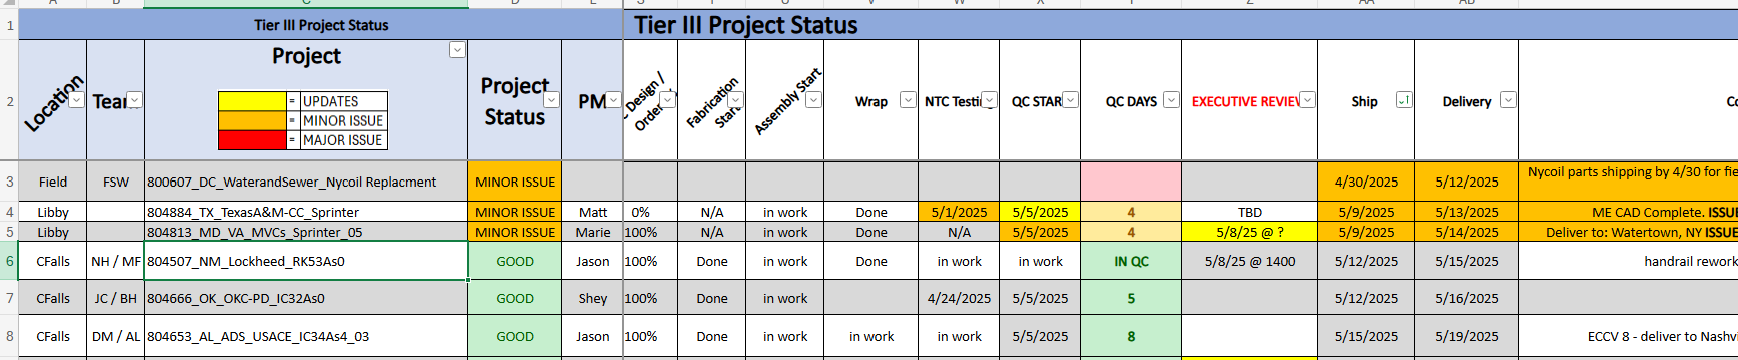 1 Tier III Project Status Tier III Project Status
2 Location Team Project Project Status PM Design / Order Fabrication Start Assembly Start Wrap NTC Testin QC STAR QC DAYS EXECUTIVE REVIEW Ship Delivery Co
= UPDATES
= MINOR ISSUE
= MAJOR ISSUE
3 Field FSW 800607_DC_WaterandSewer_Nycoil Replacment MINOR ISSUE 4/30/2025 5/12/2025 Nycoil parts shipping by 4/30 for fie
4 Libby 804884_TX_TexasA&M-CC_Sprinter MINOR ISSUE Matt 0% N/A in work Done 5/1/2025 5/5/2025 4 TBD 5/9/2025 5/13/2025 ME CAD Complete. ISSUE
5 Libby 804813_MD_VA_MVCs_Sprinter_05 MINOR ISSUE Marie 100% N/A in work Done N/A 5/5/2025 4 5/8/25 @ ? 5/9/2025 5/14/2025 Deliver to: Watertown, NY ISSUE
6 CFalls NH / MF 804507_NM_Lockheed_RK53As0 GOOD Jason 100% Done in work Done in work in work IN QC 5/8/25 @ 1400 5/12/2025 5/15/2025 handrail rework
7 CFalls JC / BH 804666_OK_OKC-PD_IC32As0 GOOD Shey 100% Done in work 4/24/2025 5/5/2025 5 5/12/2025 5/16/2025
8 CFalls DM / AL 804653_AL_ADS_USACE_IC34As4_03 GOOD Jason 100% Done in work in work in work 5/5/2025 8 5/15/2025 5/19/2025 ECCV 8 - deliver to Nashvi